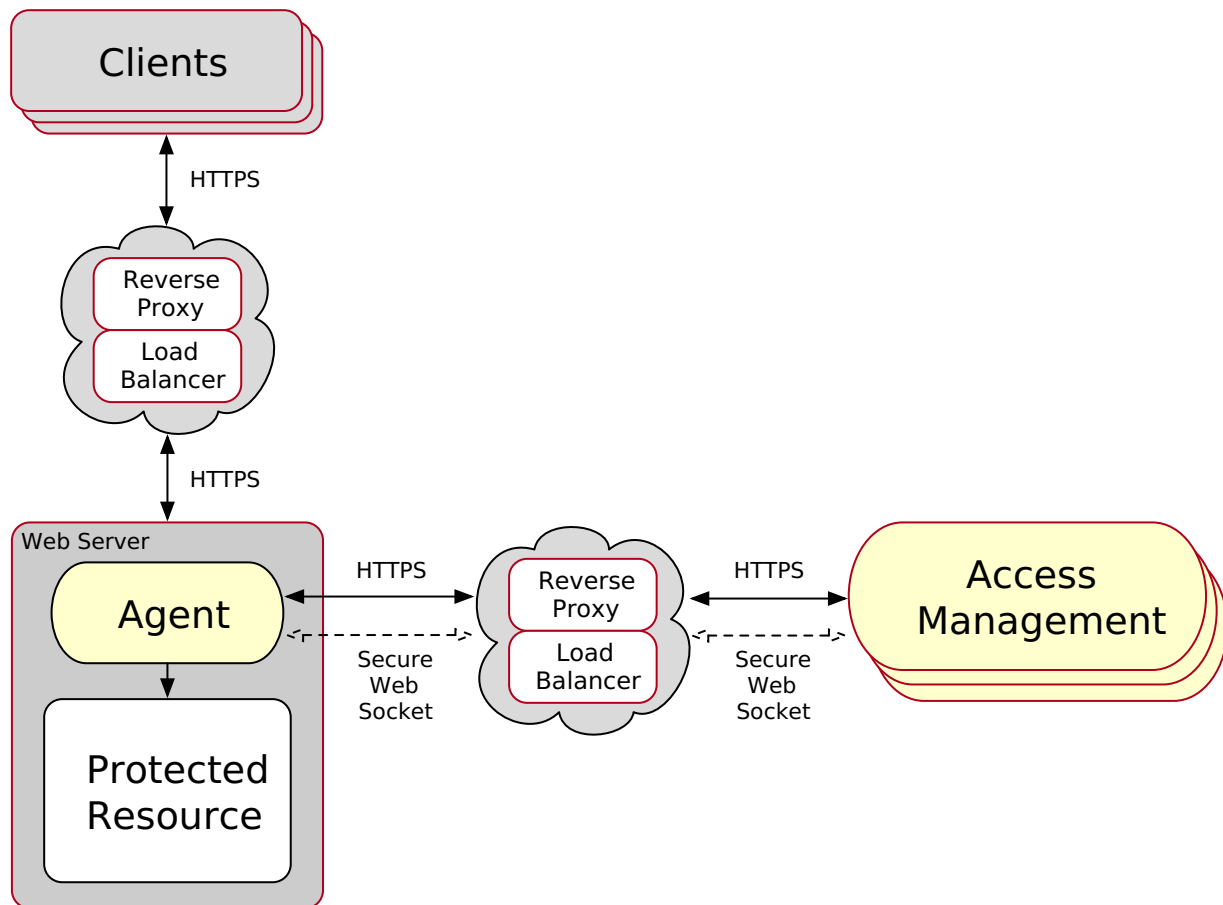 Clients
HTTPS
Reverse
Proxy
Load
Balancer
HTTPS
Web Server
Agent
Protected
Resource
HTTPS
Secure
Web
Socket
Reverse
Proxy
Load
Balancer
HTTPS
Secure
Web
Socket
Access
Management